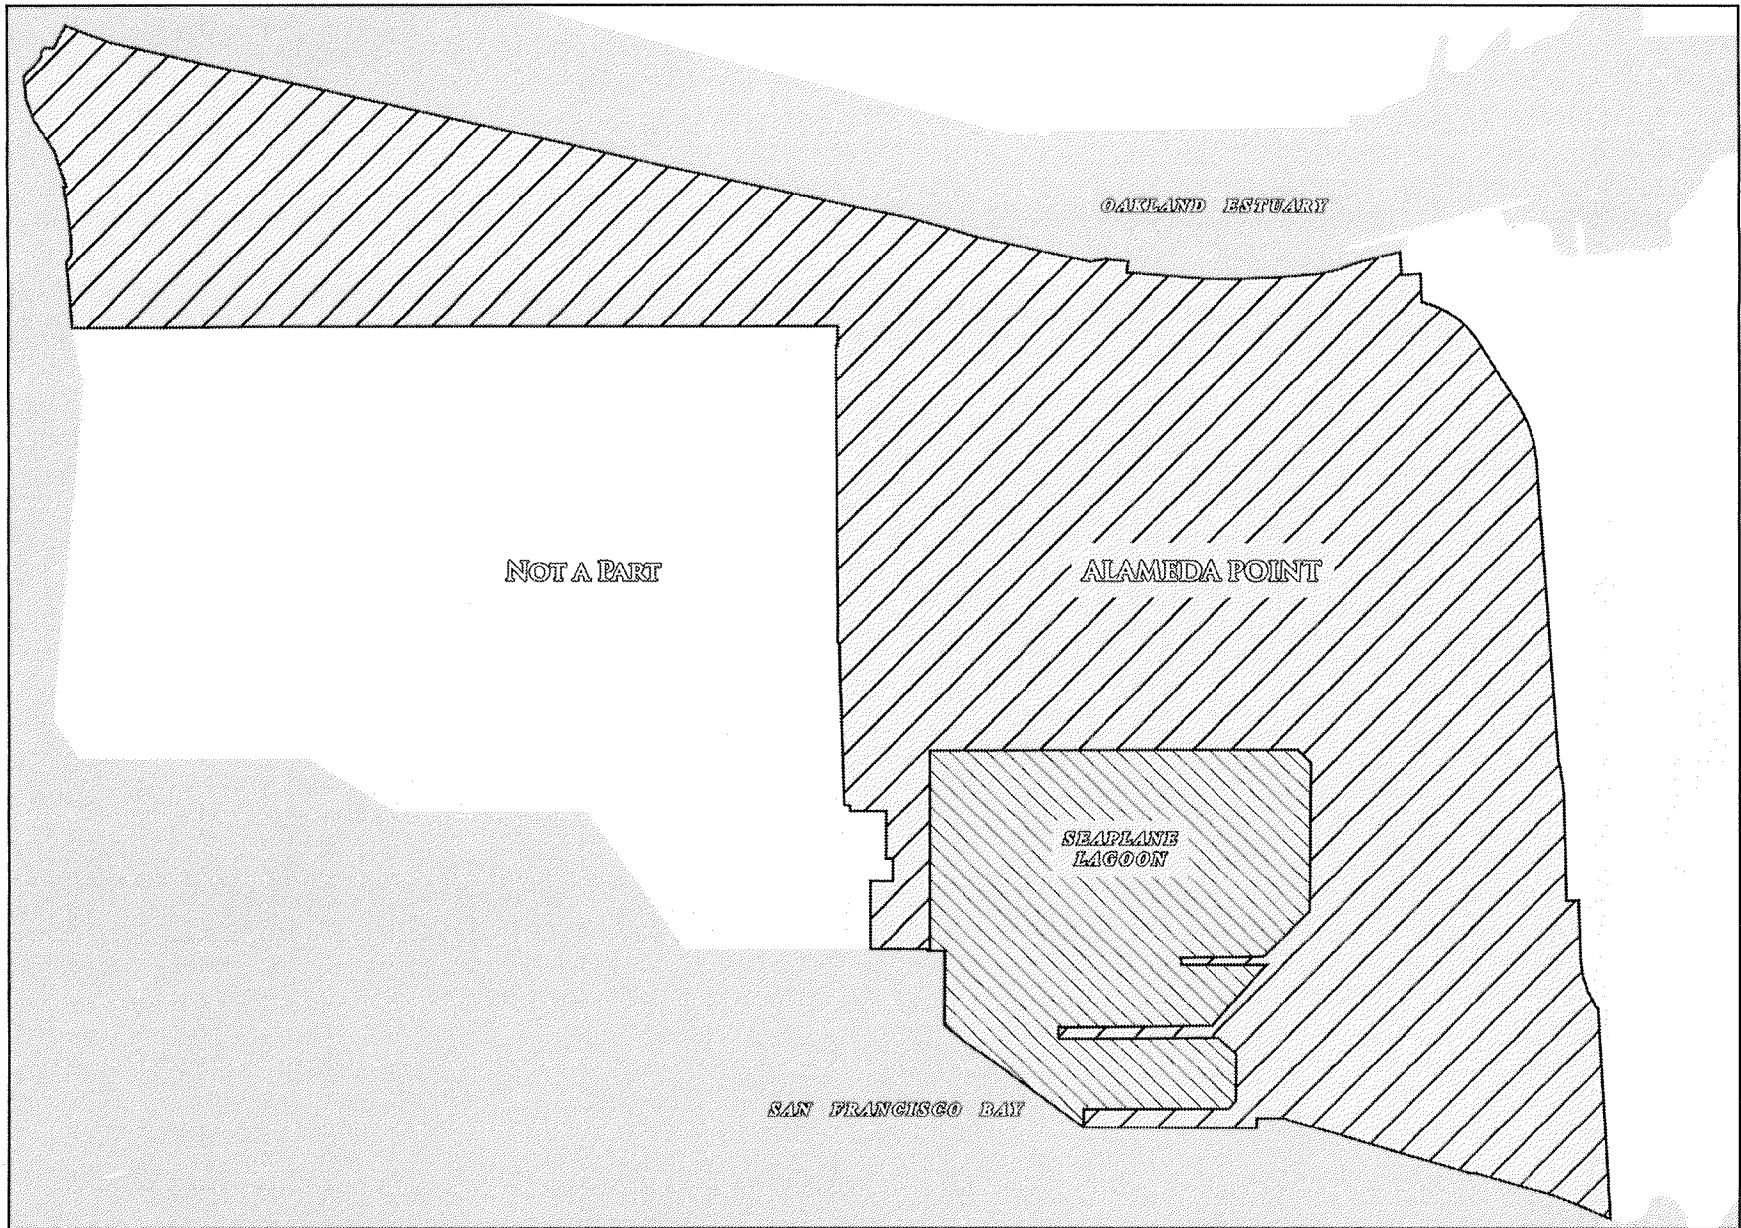 OAKLAND ESTUARY
NOT A PART
ALAMEDA POINT
SEAPLANE
LAGOON
SAN FRANCISCO BAY